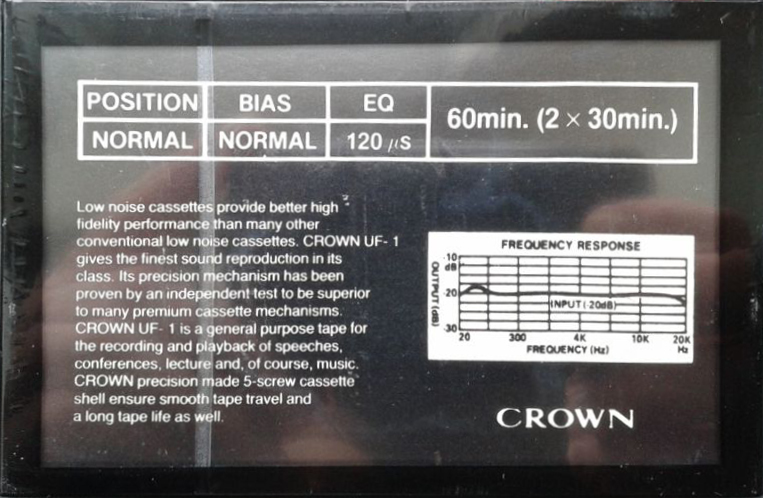 POSITION BIAS EQ 60min. (2 × 30min.)
NORMAL NORMAL 120 µS
Low noise cassettes provide better high
fidelity performance than many other
conventional low noise cassettes. CROWN UF- 1
gives the finest sound reproduction in its
class. Its precision mechanism has been
proven by an independent test to be superior
to many premium cassette mechanisms.
CROWN UF- 1 is a general purpose tape for
the recording and playback of speeches,
conferences, lecture and, of course, music.
CROWN precision made 5-screw cassette
shell ensure smooth tape travel and
a long tape life as well.
FREQUENCY RESPONSE
-10
dB
-20
-30
OUTPUT (dB)
INPUT (-20dB)
20 300 4K 10K 20K
Hz
FREQUENCY (Hz)
CROWN